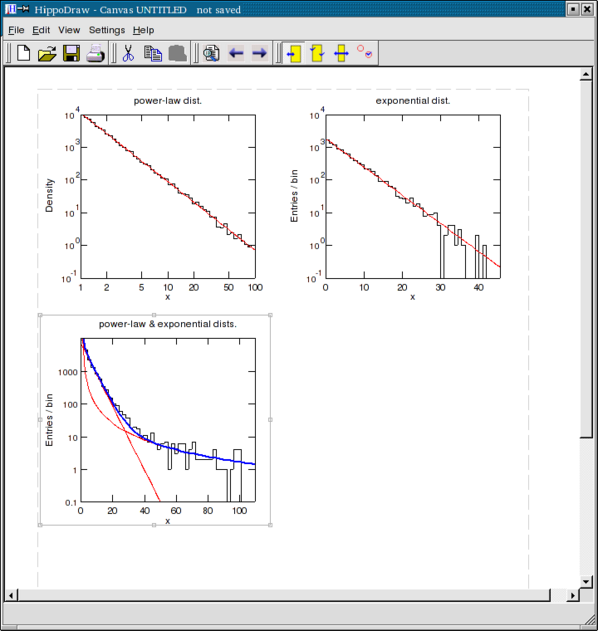 HippoDraw - Canvas UNTITLED not saved
File Edit View Settings Help
power-law dist.
10 4
10 3
10 2
10 1
10 0
10 -1
Density
1 2 5 10 20 50 100
x
exponential dist.
10 4
10 3
10 2
10 1
10 0
10 -1
Entries / bin
0 10 20 30 40
x
power-law & exponential dists.
1000
100
10
1
0.1
Entries / bin
0 20 40 60 80 100
x